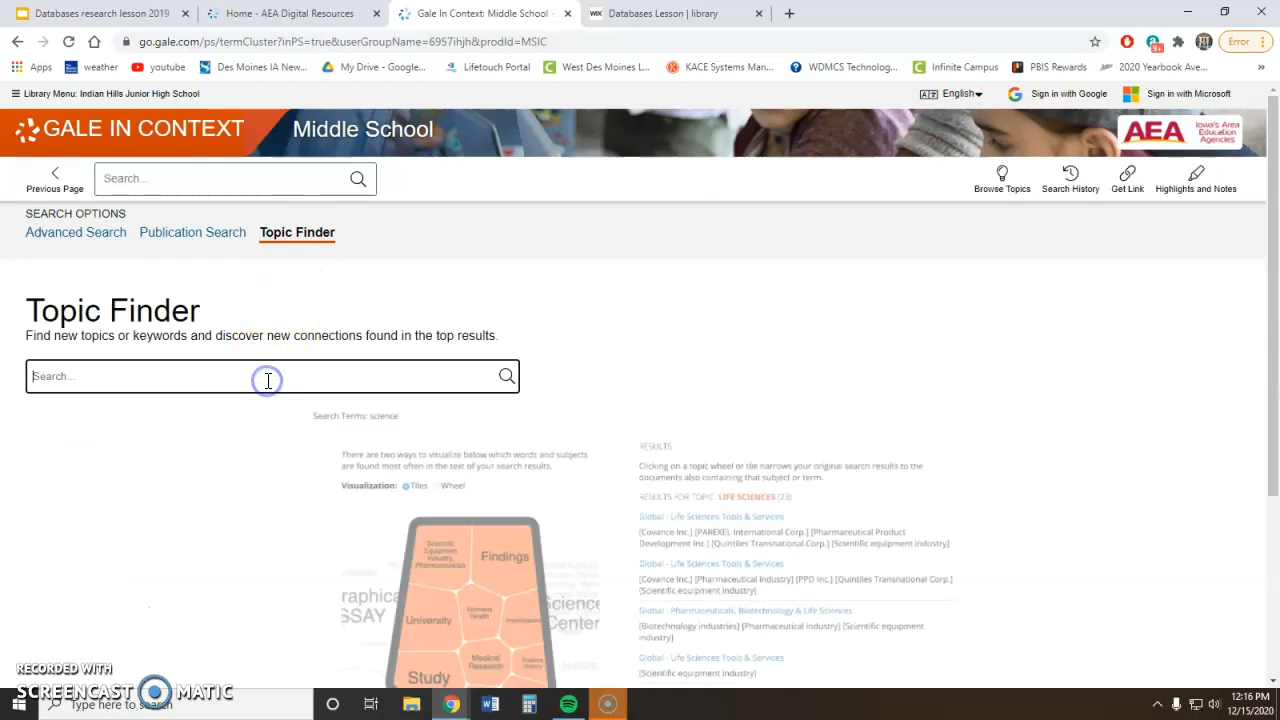 Databases lesson 2019
Home - AEA Digital Resources
Gale In Context: Middle School -
WIX Databases Lesson | library
go.gale.com/ps/termCluster?inPS=true&userGroupName=6957ihjh&prodId=MSIC
9+
Error
Apps
weather
youtube
Des Moines IA New...
My Drive - Google...
Lifetouch Portal
West Des Moines L...
KACE Systems Man...
WDMCS Technolog...
Infinite Campus
PBIS Rewards
2020 Yearbook Ave...
»
Library Menu: Indian Hills Junior High School
English
Sign in with Google
Sign in with Microsoft
GALE IN CONTEXT
Middle School
AEA
Iowa's Area
Education
Agencies
Previous Page
Search...
Browse Topics
Search History
Get Link
Highlights and Notes
SEARCH OPTIONS
Advanced Search
Publication Search
Topic Finder
Topic Finder
Find new topics or keywords and discover new connections found in the top results.
Search...
Search Terms: science
There are two ways to visualize below which words and subjects
are found most often in the text of your search results.
Visualization: Tiles Wheel
Scientific
Equipment
Industry,
Pharmaceuticals
Findings
raphica
SSAY
University
Womens
Health
Science
Center
Medical
Research
Study
RESULTS
Clicking on a topic wheel or tile narrows your original search results to the
documents also containing that subject or term.
RESULTS FOR TOPIC: LIFE SCIENCES (23)
Global - Life Sciences Tools & Services
[Covance Inc.] [PAREXEL International Corp.] [Pharmaceutical Product
Development Inc.] [Quintiles Transnational Corp.] [Scientific equipment industry]
Global - Life Sciences Tools & Services
[Covance Inc.] [Pharmaceutical Industry] [PPD Inc.] [Quintiles Transnational Corp.]
[Scientific equipment industry]
Global - Pharmaceuticals, Biotechnology & Life Sciences
[Biotechnology industries] [Pharmaceutical industry] [Scientific equipment
industry]
Global - Life Sciences Tools & Services
[Scientific equipment industry]
RECORDED WITH
SCREENCAST MATIC
Type here to search
12:16 PM
12/15/2020